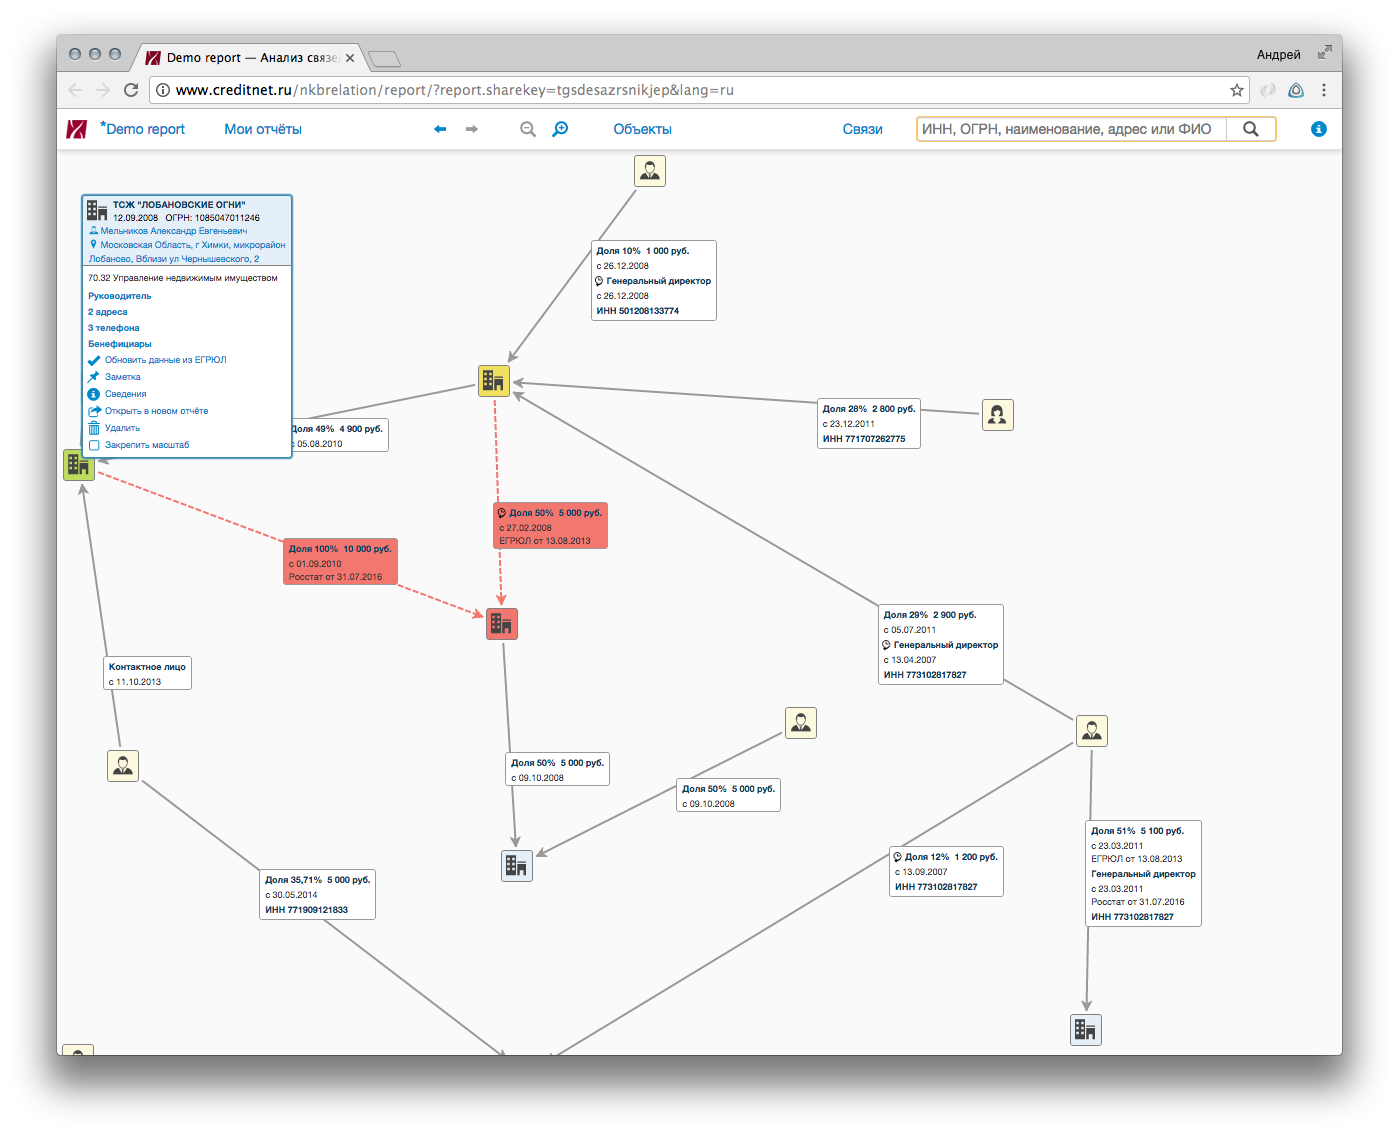 Demo report — Анализ связе
Андрей
www.creditnet.ru/nkbrelation/report/?report.sharekey=tgsdesazrsnikjep&lang=ru
*Demo report
Мои отчёты
Объекты
Связи
ИНН, ОГРН, наименование, адрес или ФИО
ТСЖ "ЛОБАНОВСКИЕ ОГНИ"
12.09.2008 ОГРН: 1085047011246
Мельников Александр Евгеньевич
Московская Область, г Химки, микрорайон
Лобаново, Вблизи ул Чернышевского, 2
70.32 Управление недвижимым имуществом
Руководитель
2 адреса
3 телефона
Бенефициары
Обновить данные из ЕГРЮЛ
Заметка
Сведения
Открыть в новом отчёте
Удалить
Закрепить масштаб
Доля 10% 1 000 руб.
с 26.12.2008
Генеральный директор
с 26.12.2008
ИНН 501208133774
Доля 28% 2 800 руб.
с 23.12.2011
ИНН 771707262775
Доля 49% 4 900 руб.
с 05.08.2010
Доля 50% 5 000 руб.
с 27.02.2008
ЕГРЮЛ от 13.08.2013
Доля 100% 10 000 руб.
с 01.09.2010
Росстат от 31.07.2016
Доля 29% 2 900 руб.
с 05.07.2011
Генеральный директор
с 13.04.2007
ИНН 773102817827
Контактное лицо
с 11.10.2013
Доля 50% 5 000 руб.
с 09.10.2008
Доля 50% 5 000 руб.
с 09.10.2008
Доля 51% 5 100 руб.
с 23.03.2011
ЕГРЮЛ от 13.08.2013
Генеральный директор
с 23.03.2011
Росстат от 31.07.2016
ИНН 773102817827
Доля 12% 1 200 руб.
с 13.09.2007
ИНН 773102817827
Доля 35,71% 5 000 руб.
с 30.05.2014
ИНН 771909121833